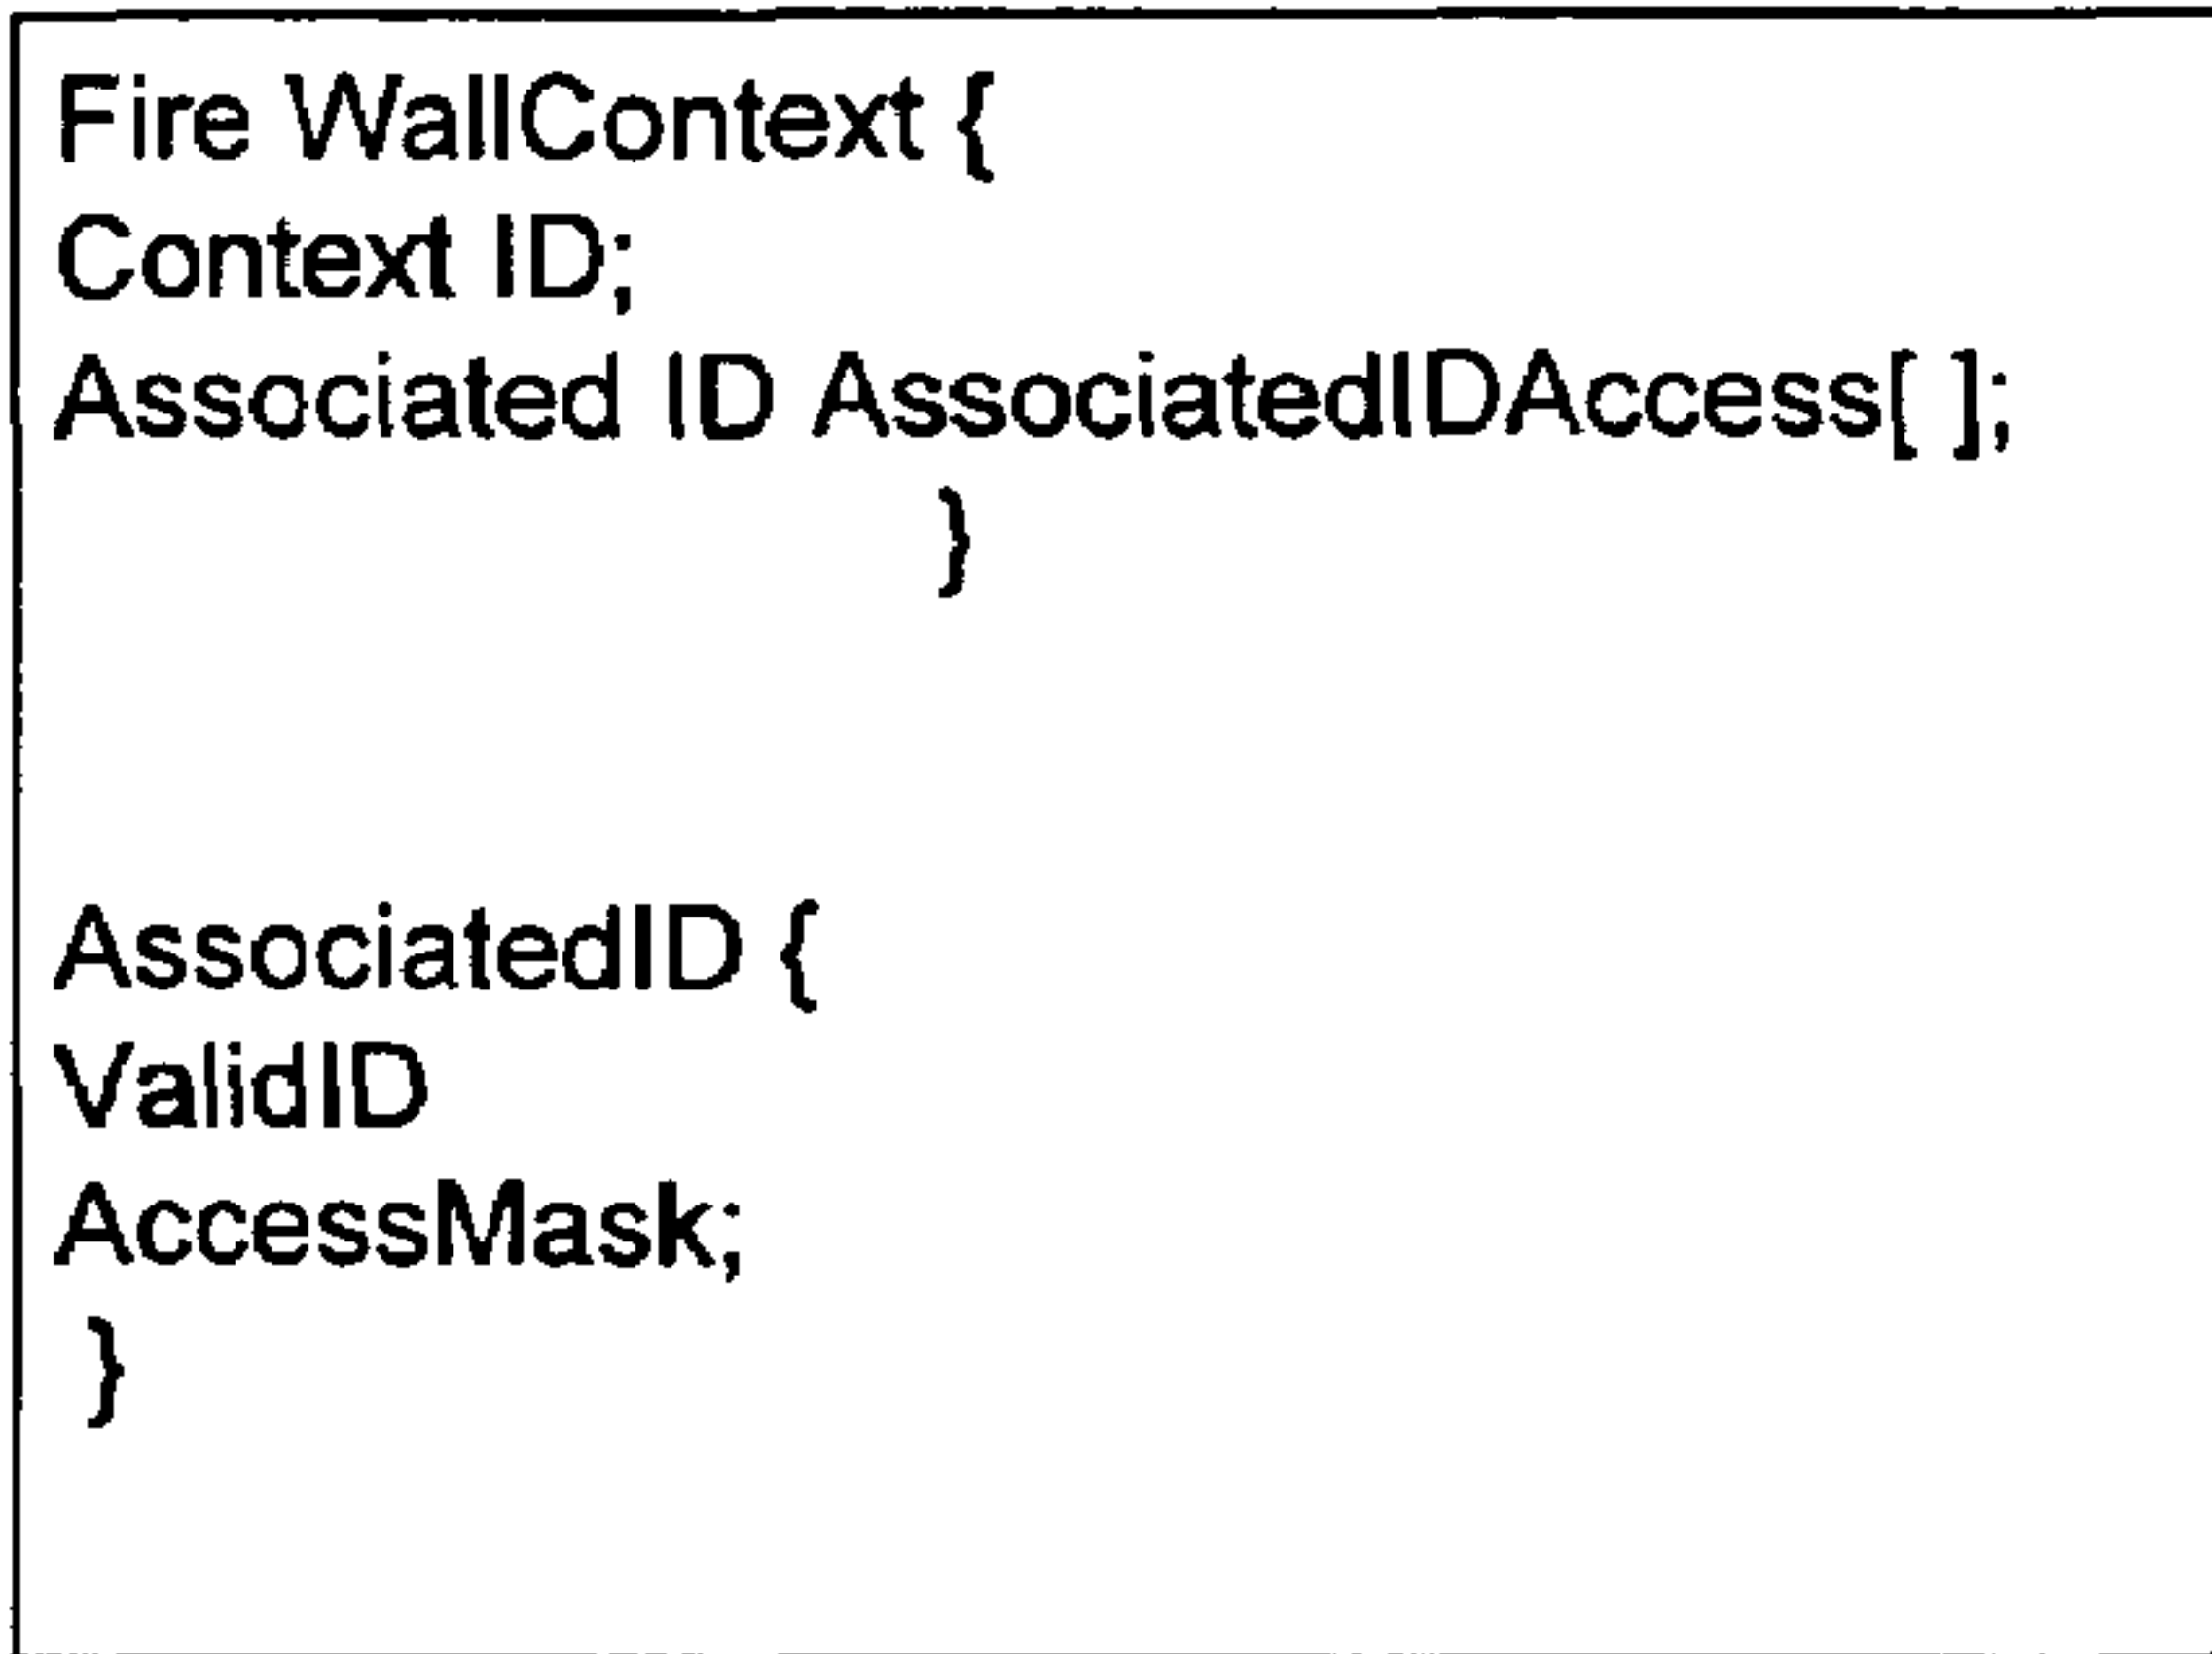 Fire WallContext {
Context ID;
Associated ID AssociatedIDAccess[ ];
}
AssociatedID {
ValidID
AccessMask;
}